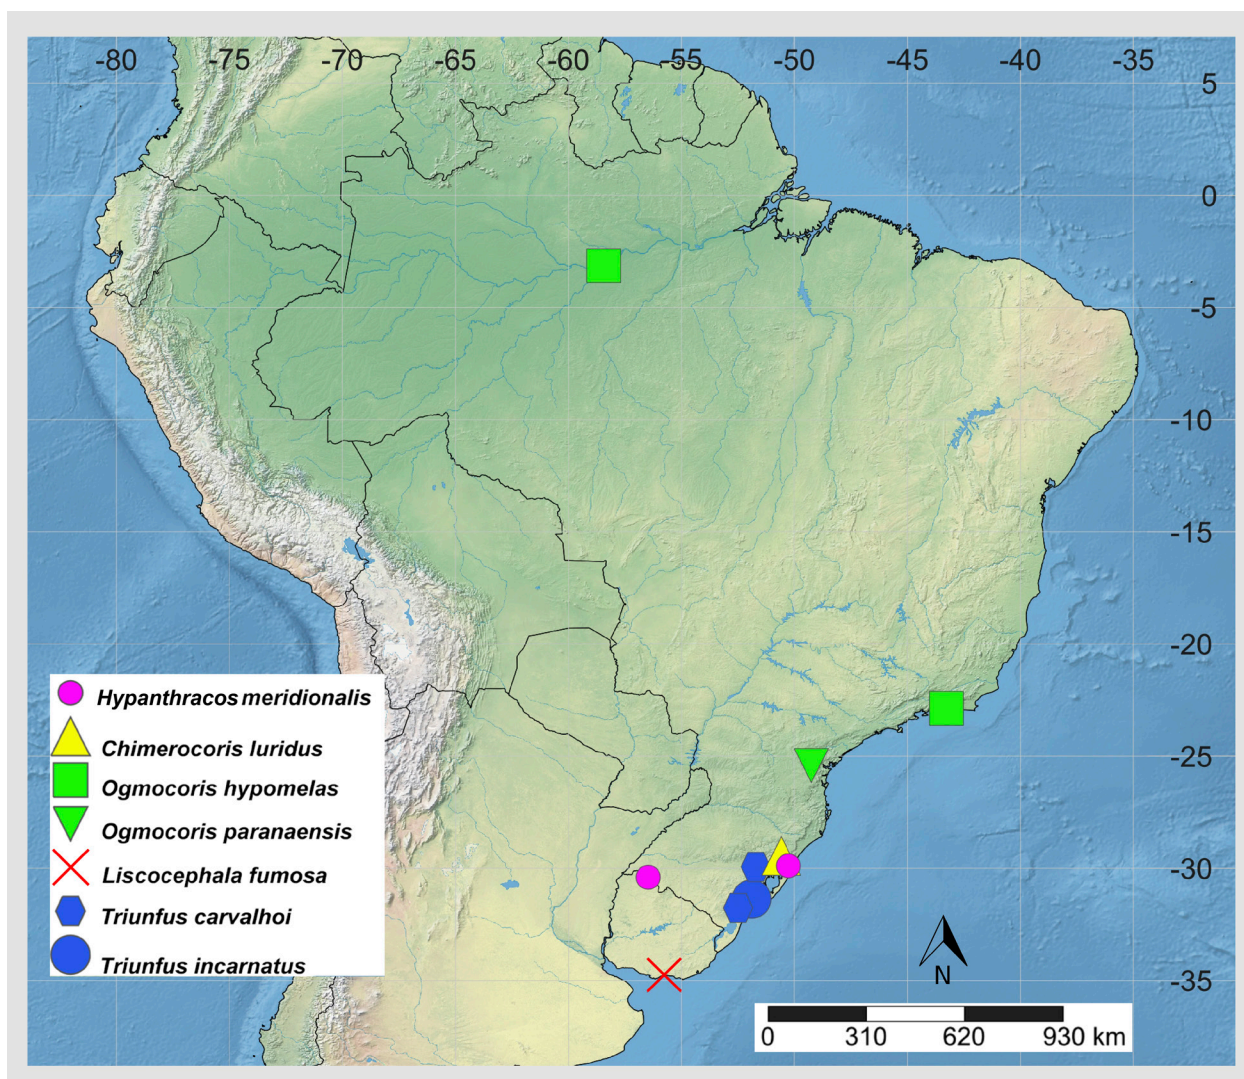 -80 -75 -70 -65 -60 -55 -50 -45 -40 -35
5
0
-5
-10
-15
-20
-25
-30
-35
Hypanthracos meridionalis
Chimerocoris luridus
Ogmocoris hypomelas
Ogmocoris paranaensis
Liscocephala fumosa
Triunfus carvalhoi
Triunfus incarnatus
N
0 310 620 930 km